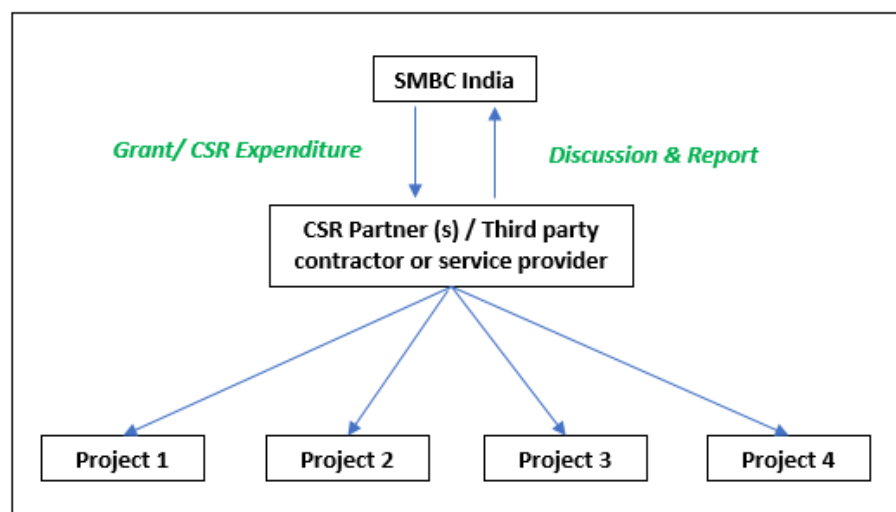 SMBC India
Grant/ CSR Expenditure
Discussion & Report
CSR Partner (s) / Third party
contractor or service provider
Project 1
Project 2
Project 3
Project 4